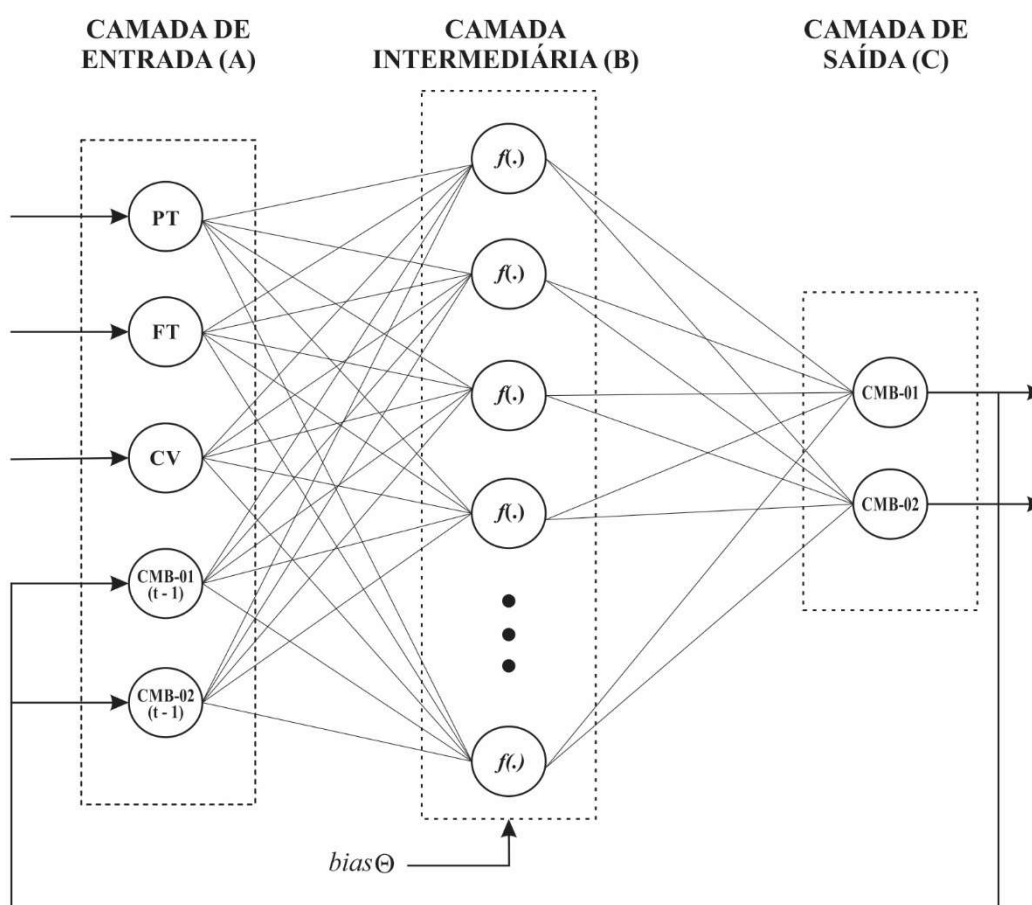 CAMADA DE
ENTRADA (A)
CAMADA
INTERMEDIÁRIA (B)
CAMADA DE
SAÍDA (C)
PT
FT
CV
CMB-01
(t - 1)
CMB-02
(t - 1)
f(.)
f(.)
f(.)
f(.)
f(.)
biasΘ
CMB-01
CMB-02